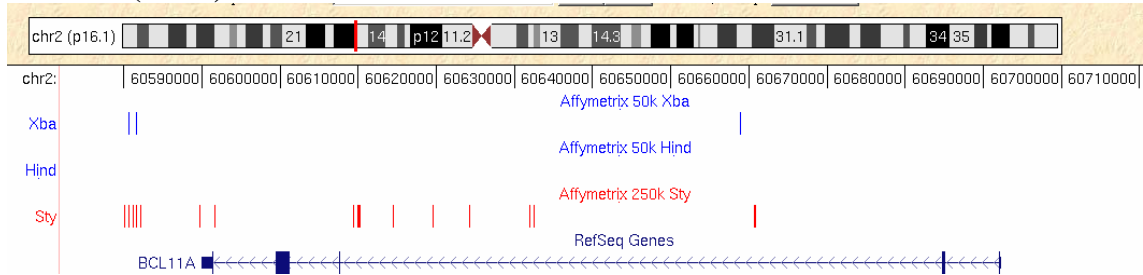 chr2 (p16.1) 21 14 p12 11.2 13 14.3 31.1 34 35
chr2: 60590000 60600000 60610000 60620000 60630000 60640000 60650000 60660000 60670000 60680000 60690000 60700000 60710000
Affymetrix 50k Xba
Xba
Affymetrix 50k Hind
Hind
Affymetrix 250k Sty
Sty
RefSeq Genes
BCL11A